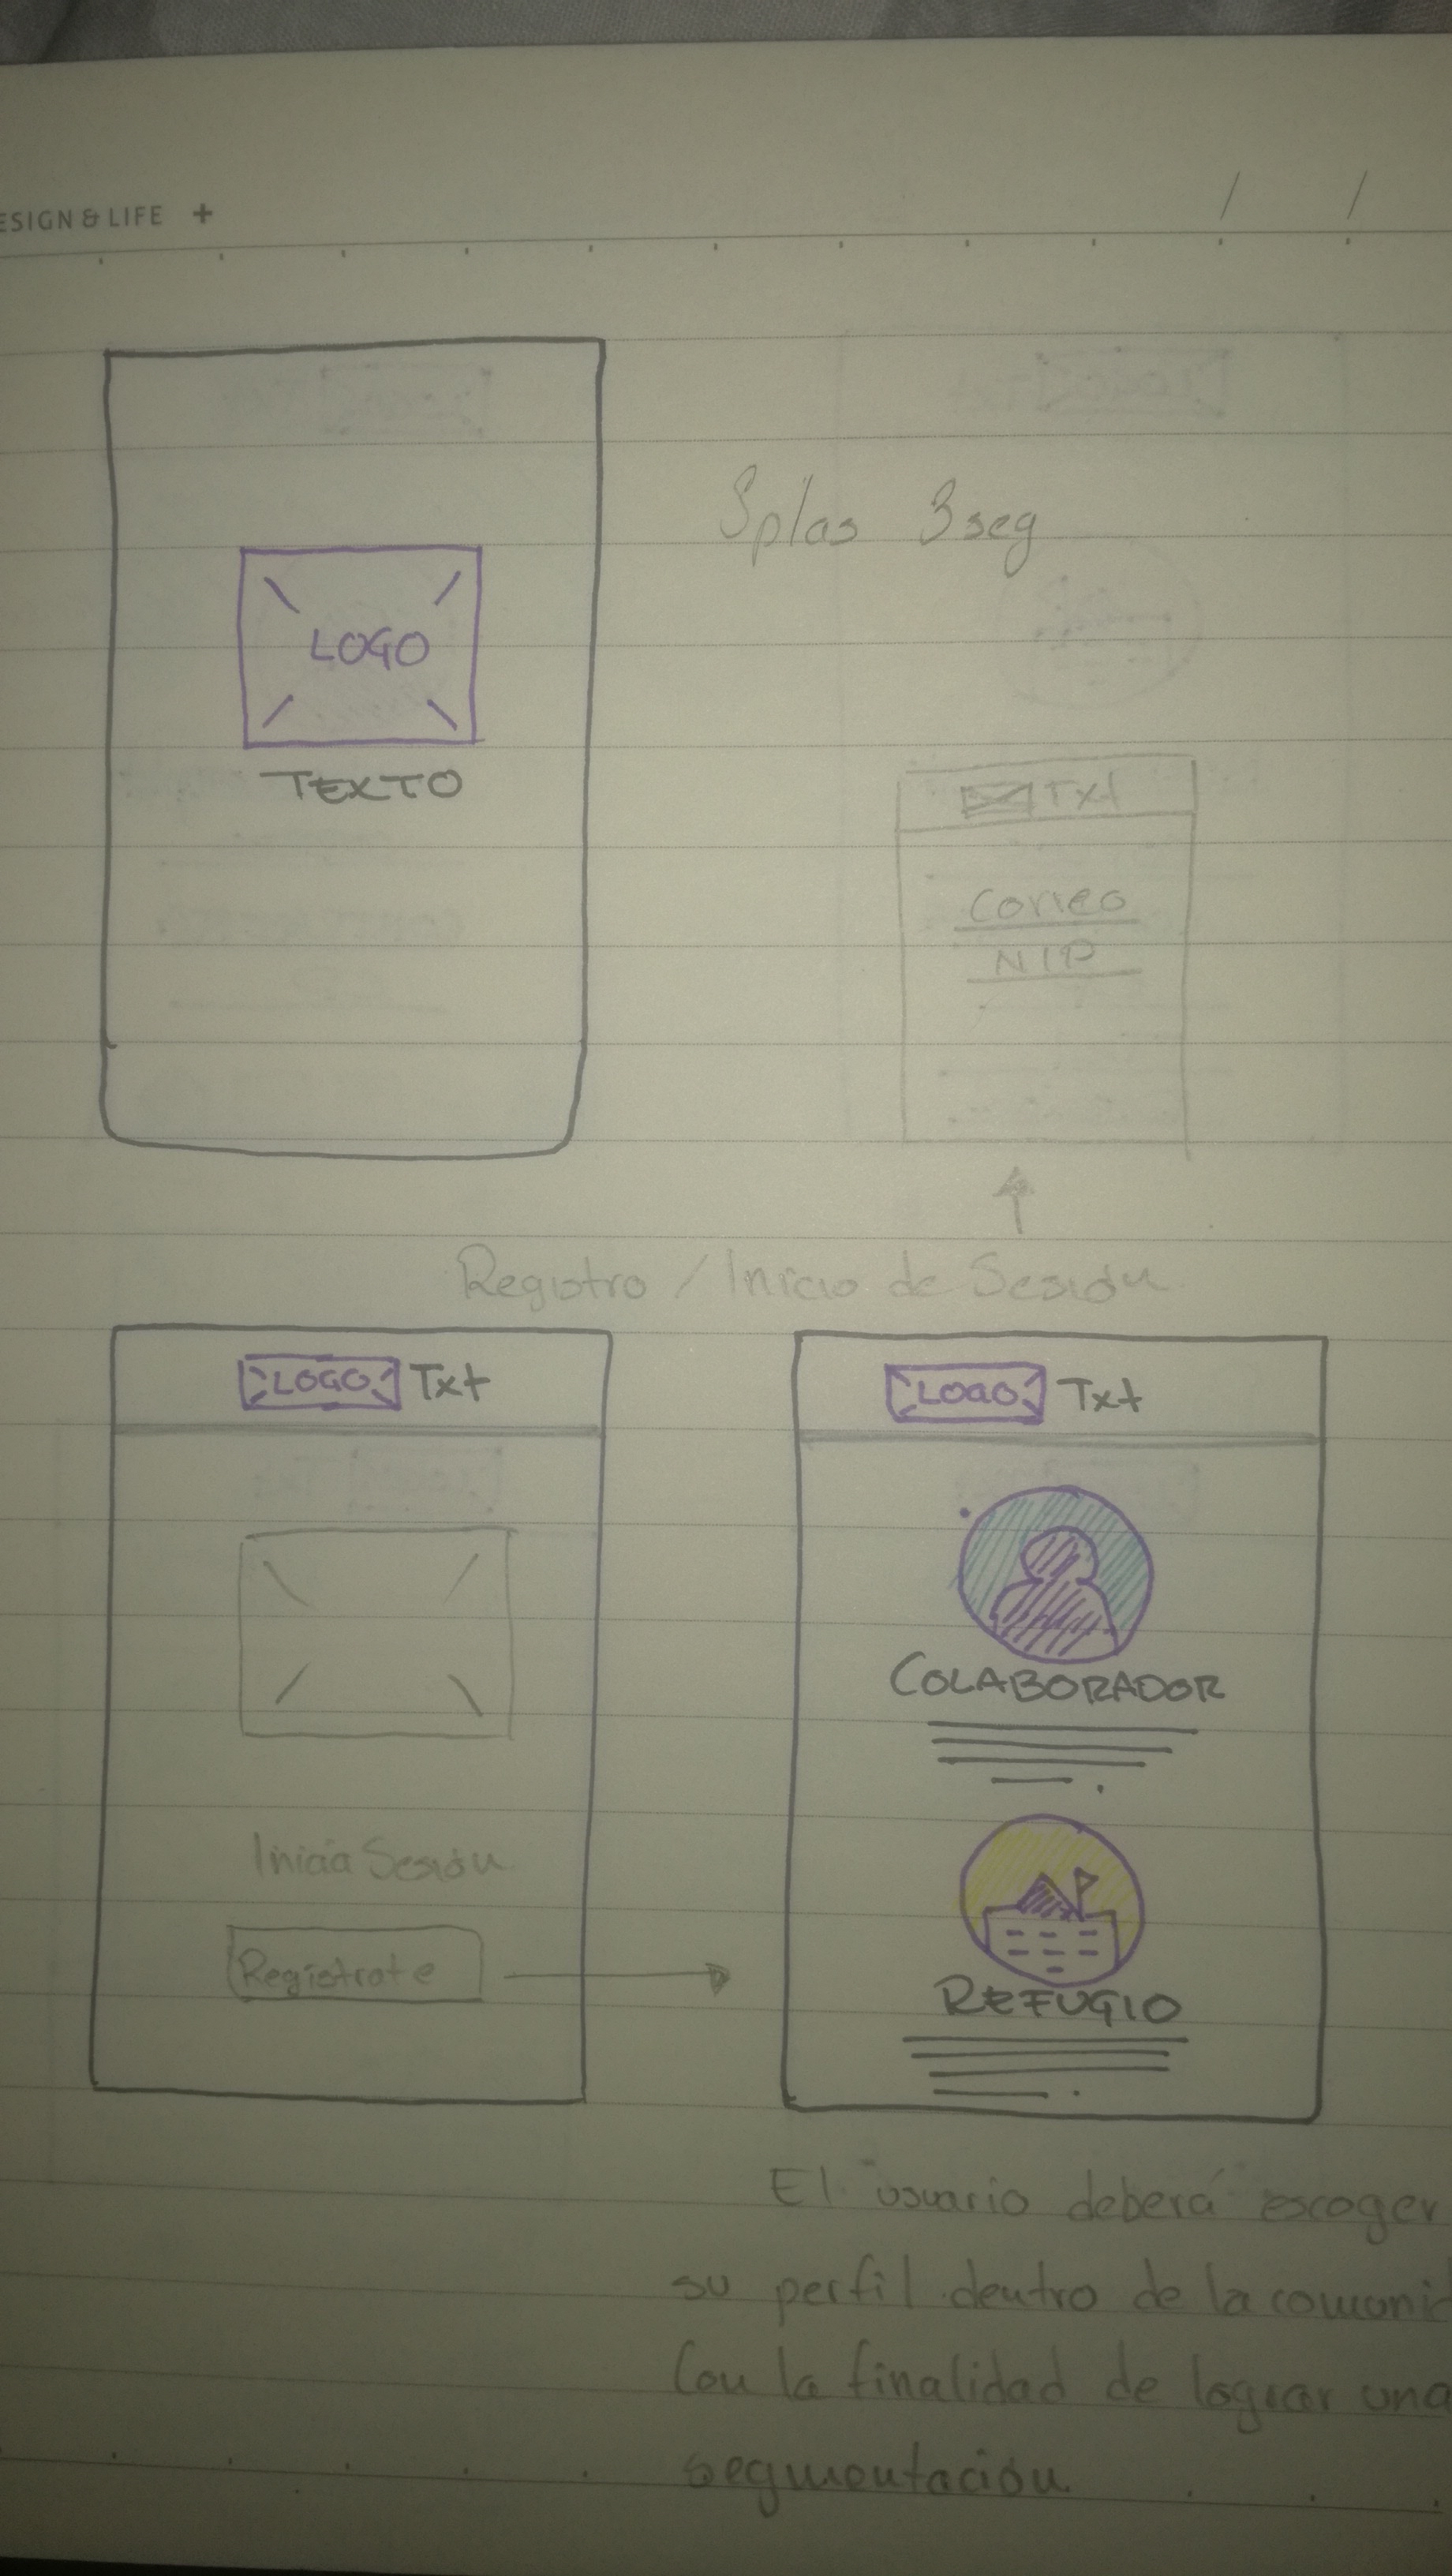 ESIGN & LIFE +
/ /
Splas 3seg
LOGO
TEXTO
Txt
Correo
NIP
Registro / Inicio de Sesión
LOGO Txt
Inicia Sesión
Registrate
LOGO Txt
COLABORADOR
REFUGIO
El usuario deberá escoger
su perfil dentro de la comunid
Con la finalidad de lograr una
segmentación.